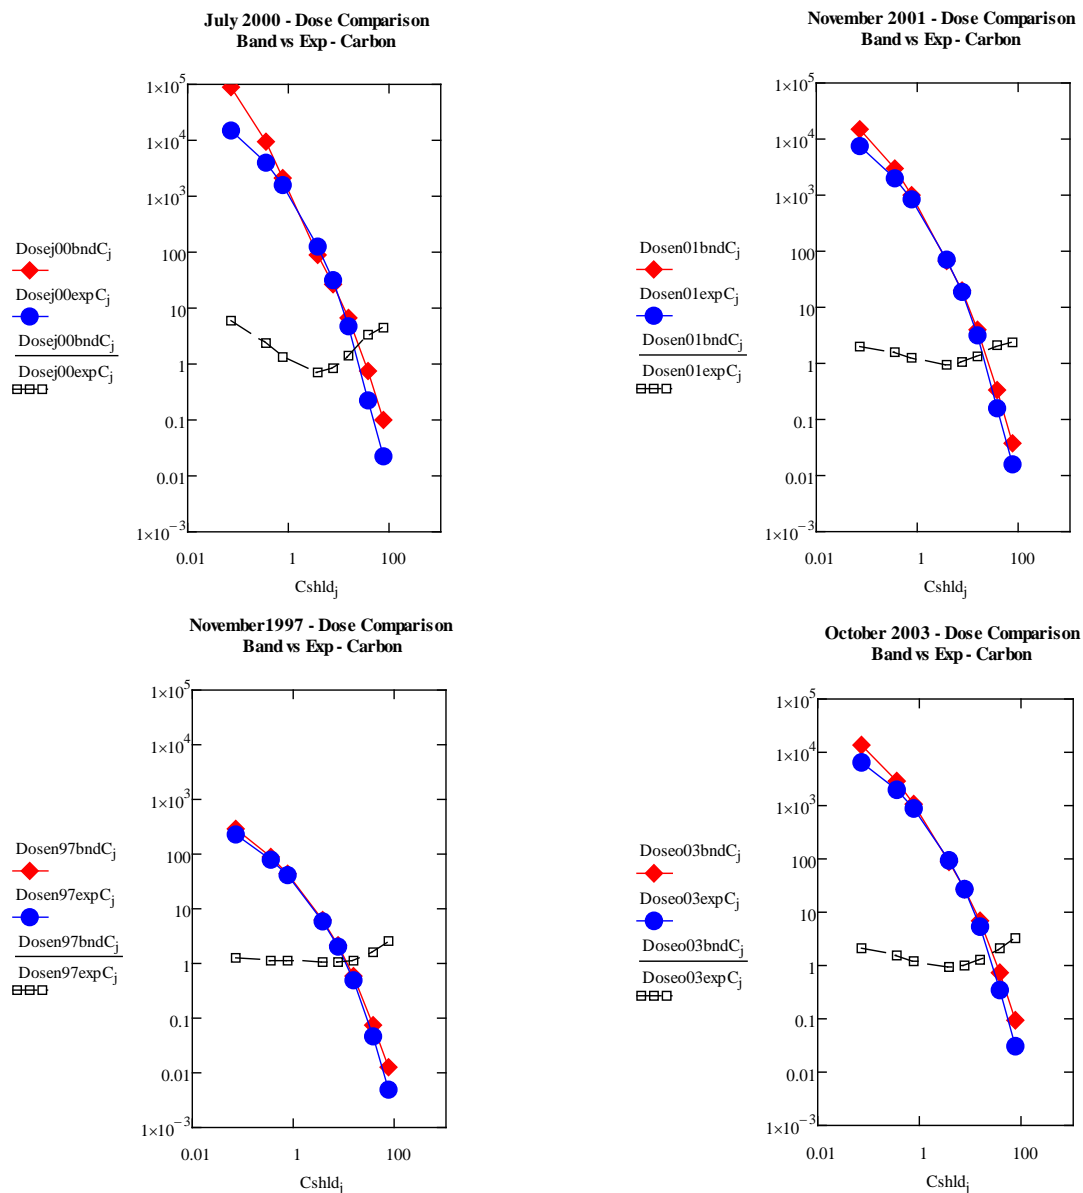 July 2000 - Dose Comparison
Band vs Exp - Carbon
1×10^5
1×10^4
1×10^3
100
10
1
0.1
0.01
1×10^-3
0.01 1 100
Cshld_j
Dosej00bndC_j
Dosej00expC_j
Dosej00bndC_j
Dosej00expC_j
November 2001 - Dose Comparison
Band vs Exp - Carbon
1×10^5
1×10^4
1×10^3
100
10
1
0.1
0.01
1×10^-3
0.01 1 100
Cshld_j
Dosen01bndC_j
Dosen01expC_j
Dosen01bndC_j
Dosen01expC_j
November1997 - Dose Comparison
Band vs Exp - Carbon
1×10^5
1×10^4
1×10^3
100
10
1
0.1
0.01
1×10^-3
0.01 1 100
Cshld_j
Dosen97bndC_j
Dosen97expC_j
Dosen97bndC_j
Dosen97expC_j
October 2003 - Dose Comparison
Band vs Exp - Carbon
1×10^5
1×10^4
1×10^3
100
10
1
0.1
0.01
1×10^-3
0.01 1 100
Cshld_j
Doseo03bndC_j
Doseo03expC_j
Doseo03bndC_j
Doseo03expC_j